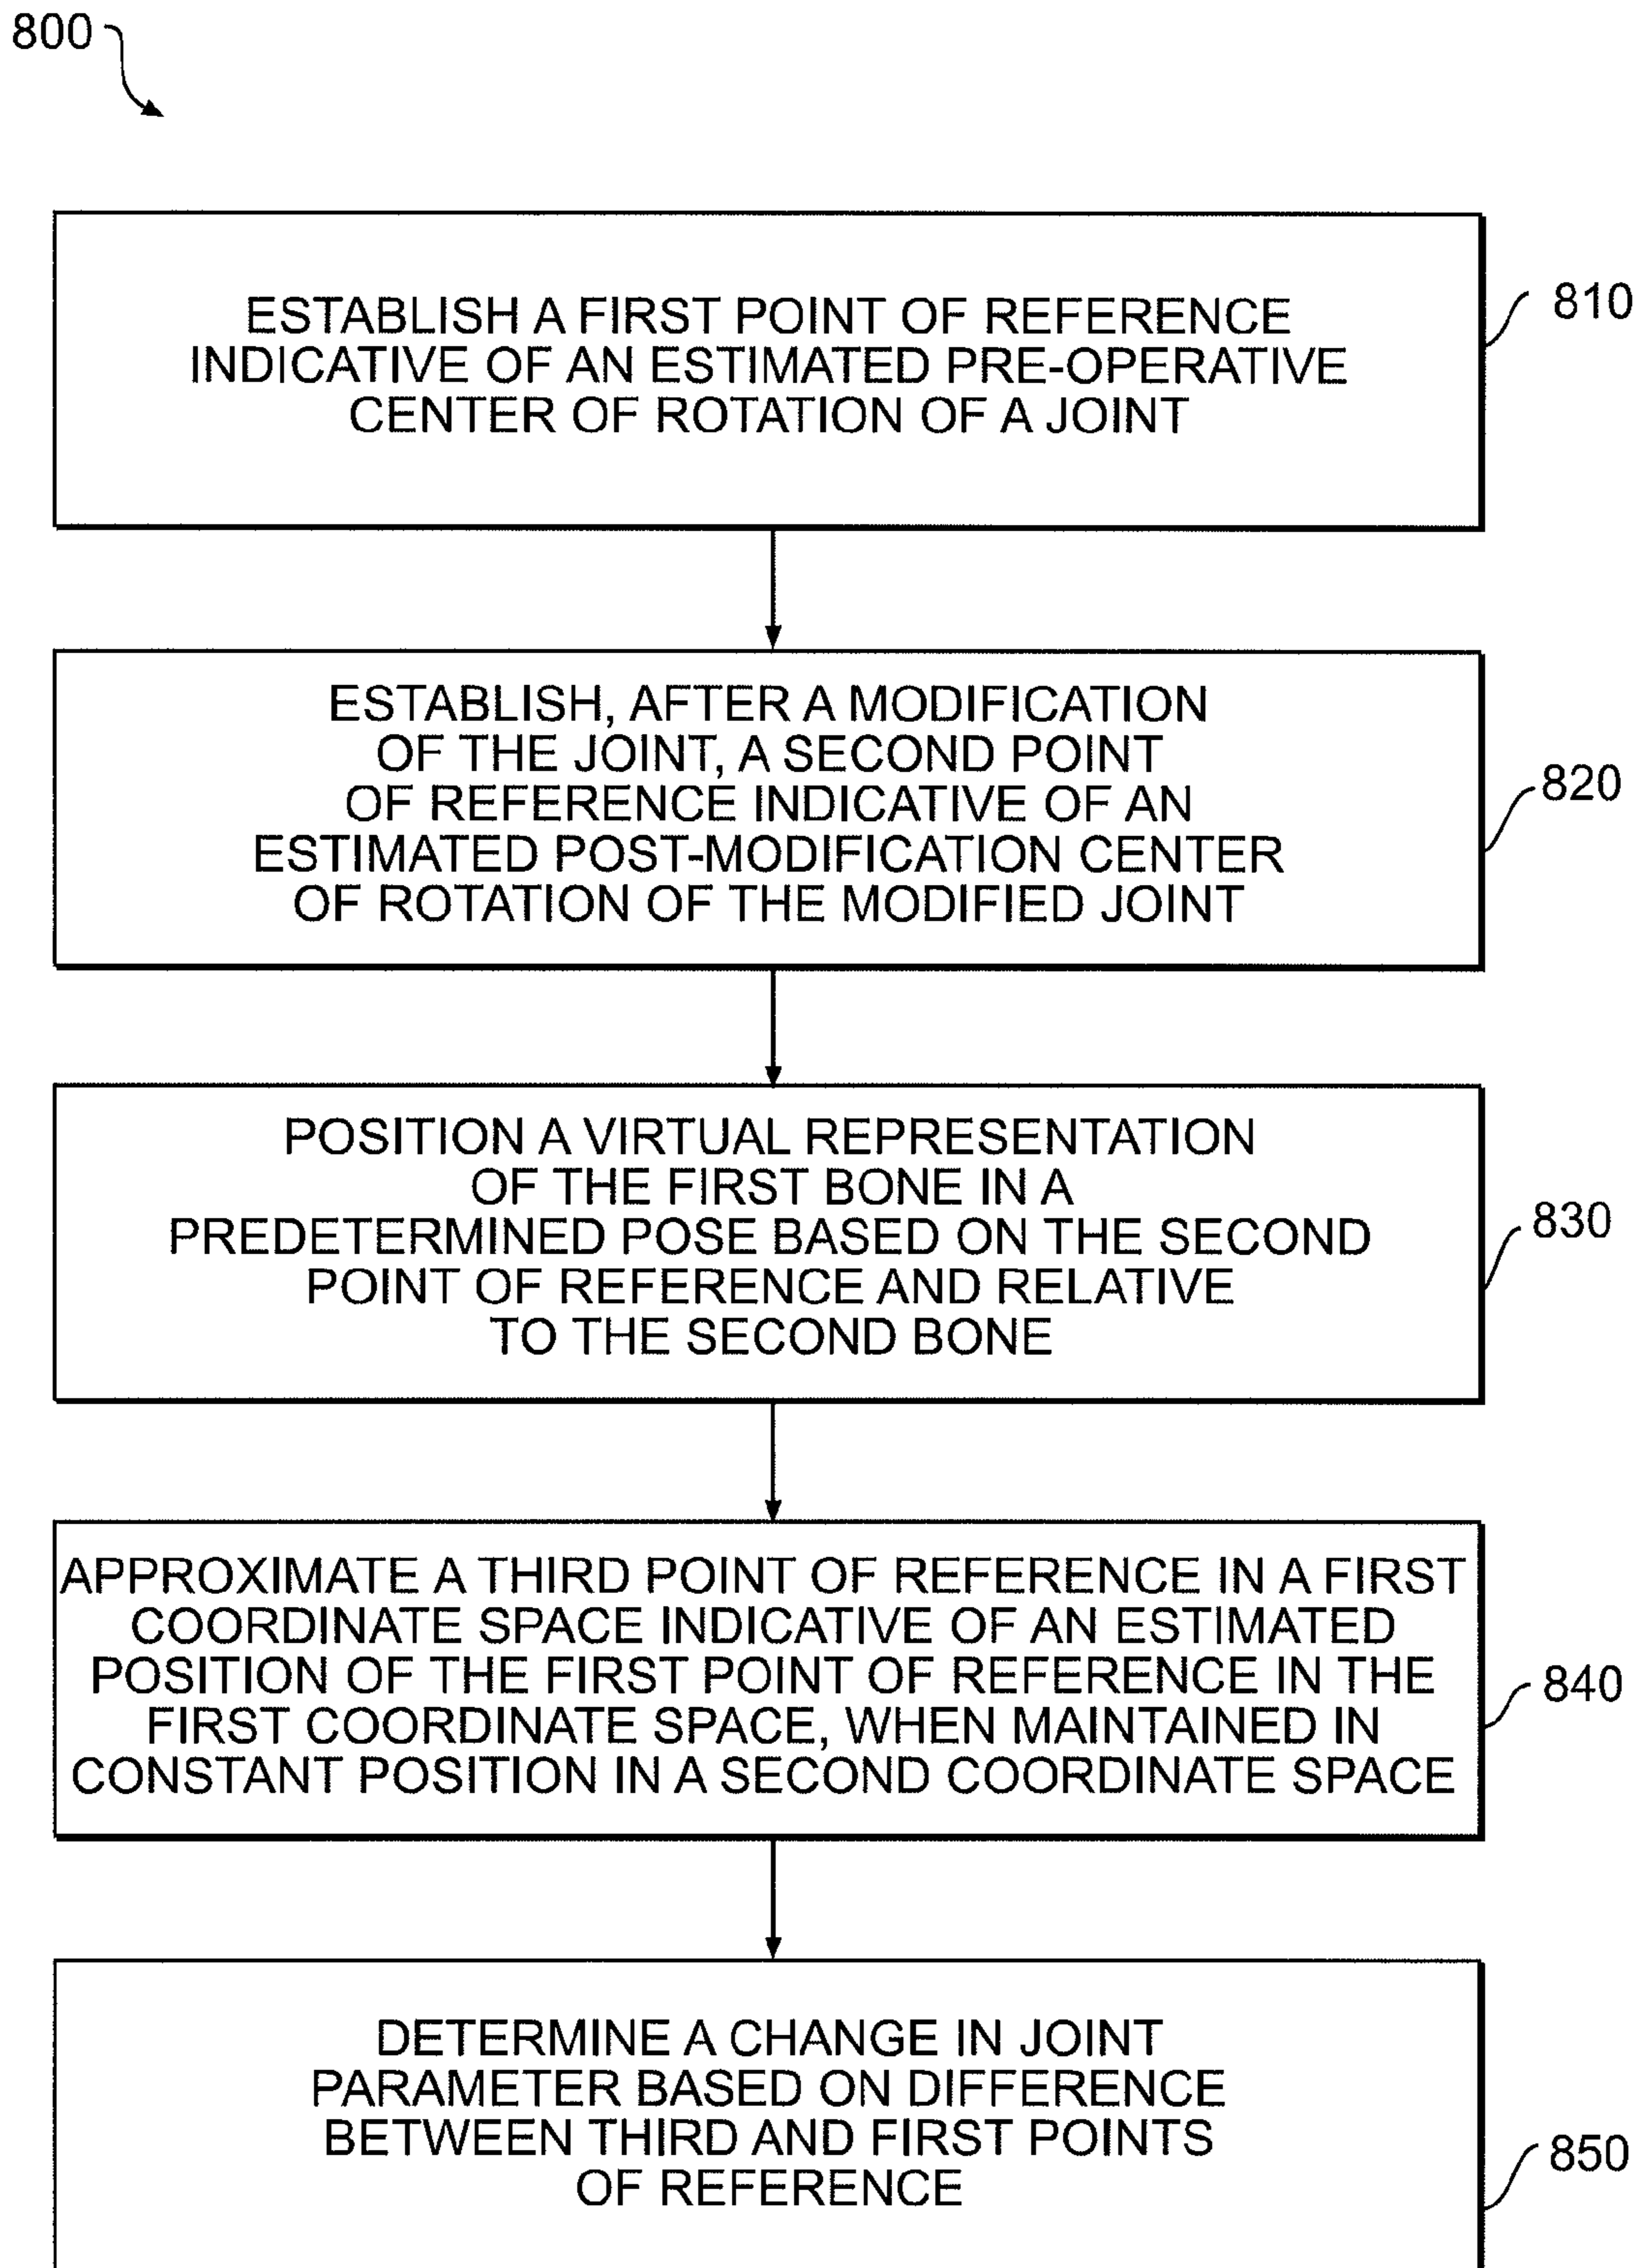 800
ESTABLISH A FIRST POINT OF REFERENCE
INDICATIVE OF AN ESTIMATED PRE-OPERATIVE
CENTER OF ROTATION OF A JOINT
810
ESTABLISH, AFTER A MODIFICATION
OF THE JOINT, A SECOND POINT
OF REFERENCE INDICATIVE OF AN
ESTIMATED POST-MODIFICATION CENTER
OF ROTATION OF THE MODIFIED JOINT
820
POSITION A VIRTUAL REPRESENTATION
OF THE FIRST BONE IN A
PREDETERMINED POSE BASED ON THE SECOND
POINT OF REFERENCE AND RELATIVE
TO THE SECOND BONE
830
APPROXIMATE A THIRD POINT OF REFERENCE IN A FIRST
COORDINATE SPACE INDICATIVE OF AN ESTIMATED
POSITION OF THE FIRST POINT OF REFERENCE IN THE
FIRST COORDINATE SPACE, WHEN MAINTAINED IN
CONSTANT POSITION IN A SECOND COORDINATE SPACE
840
DETERMINE A CHANGE IN JOINT
PARAMETER BASED ON DIFFERENCE
BETWEEN THIRD AND FIRST POINTS
OF REFERENCE
850